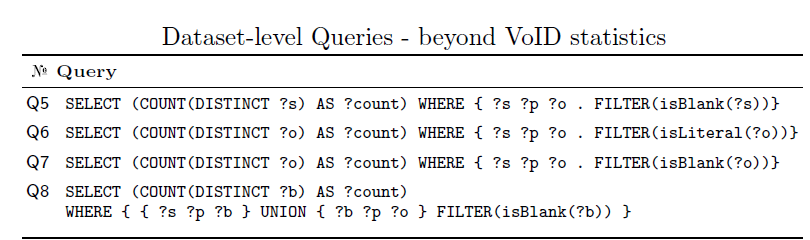 Dataset-level Queries - beyond VoID statistics
№ Query
Q5 SELECT (COUNT(DISTINCT ?s) AS ?count) WHERE { ?s ?p ?o . FILTER(isBlank(?s))}
Q6 SELECT (COUNT(DISTINCT ?o) AS ?count) WHERE { ?s ?p ?o . FILTER(isLiteral(?o))}
Q7 SELECT (COUNT(DISTINCT ?o) AS ?count) WHERE { ?s ?p ?o . FILTER(isBlank(?o))}
Q8 SELECT (COUNT(DISTINCT ?b) AS ?count)
WHERE { { ?s ?p ?b } UNION { ?b ?p ?o } FILTER(isBlank(?b)) }